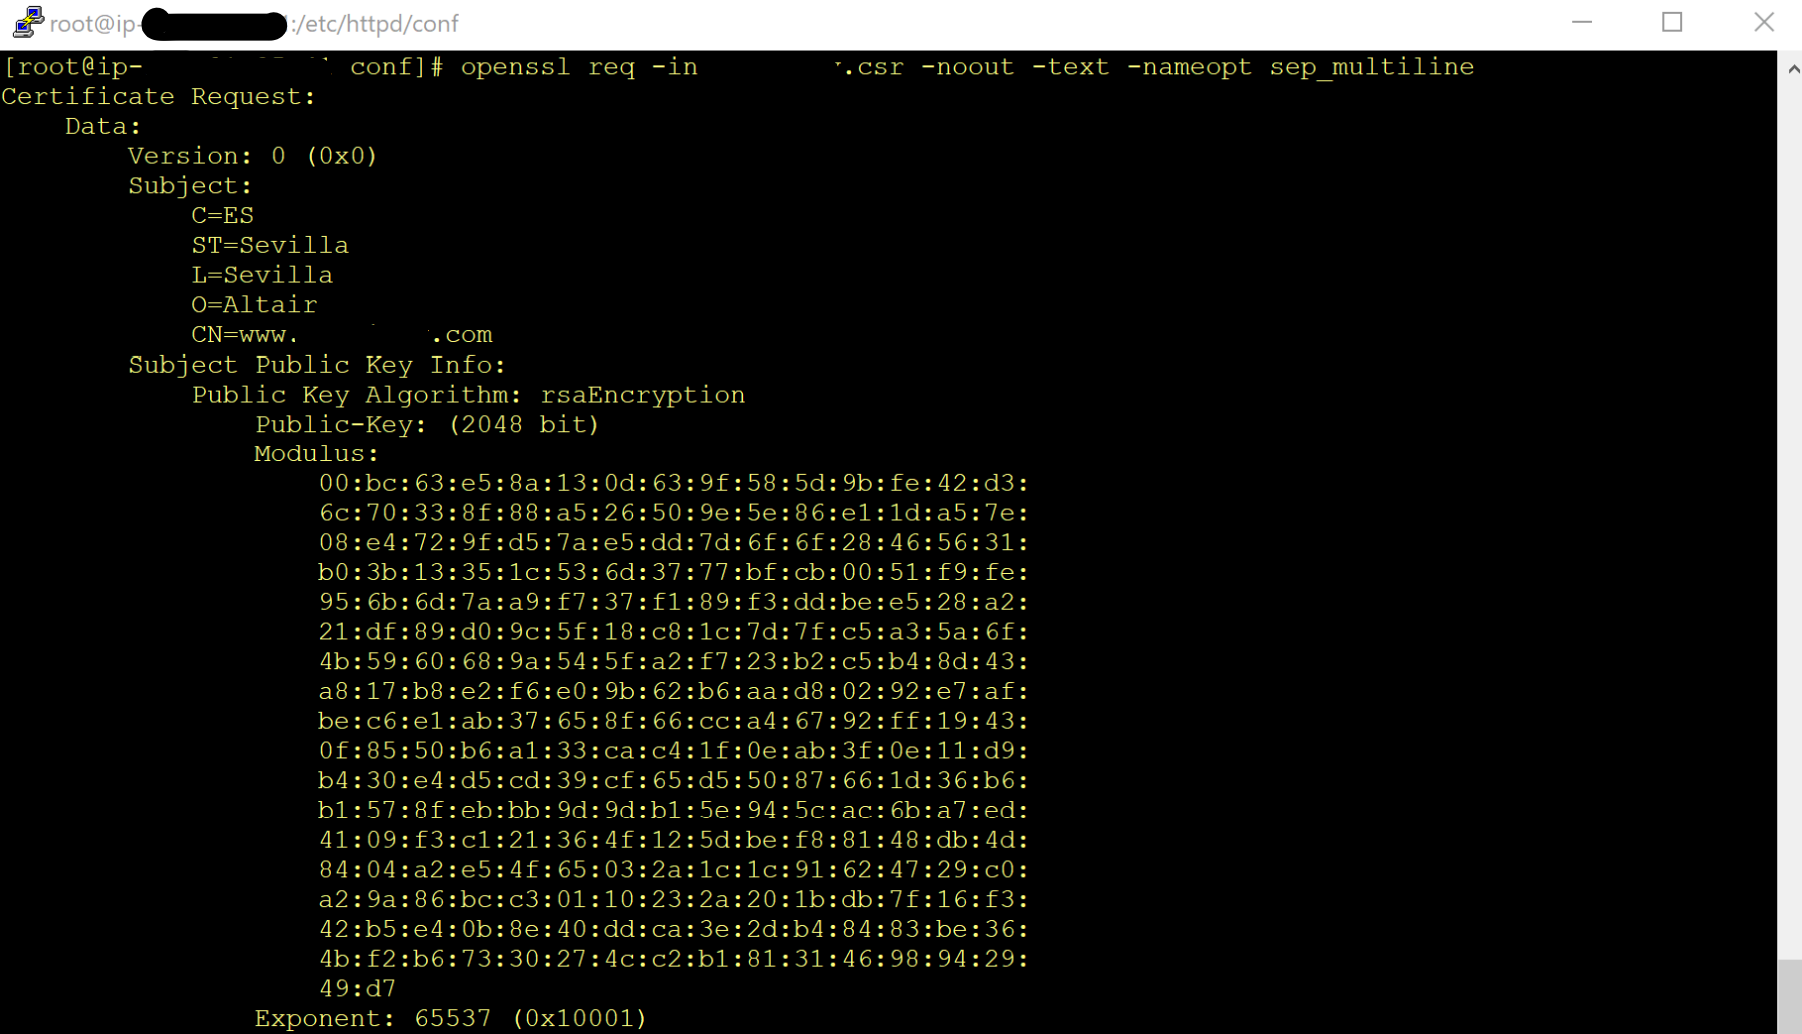 root@ip- :/etc/httpd/conf
[root@ip- conf]# openssl req -in .csr -noout -text -nameopt sep_multiline
Certificate Request:
Data:
Version: 0 (0x0)
Subject:
C=ES
ST=Sevilla
L=Sevilla
O=Altair
CN=www. .com
Subject Public Key Info:
Public Key Algorithm: rsaEncryption
Public-Key: (2048 bit)
Modulus:
00:bc:63:e5:8a:13:0d:63:9f:58:5d:9b:fe:42:d3:
6c:70:33:8f:88:a5:26:50:9e:5e:86:e1:1d:a5:7e:
08:e4:72:9f:d5:7a:e5:dd:7d:6f:6f:28:46:56:31:
b0:3b:13:35:1c:53:6d:37:77:bf:cb:00:51:f9:fe:
95:6b:6d:7a:a9:f7:37:f1:89:f3:dd:be:e5:28:a2:
21:df:89:d0:9c:5f:18:c8:1c:7d:7f:c5:a3:5a:6f:
4b:59:60:68:9a:54:5f:a2:f7:23:b2:c5:b4:8d:43:
a8:17:b8:e2:f6:e0:9b:62:b6:aa:d8:02:92:e7:af:
be:c6:e1:ab:37:65:8f:66:cc:a4:67:92:ff:19:43:
0f:85:50:b6:a1:33:ca:c4:1f:0e:ab:3f:0e:11:d9:
b4:30:e4:d5:cd:39:cf:65:d5:50:87:66:1d:36:b6:
b1:57:8f:eb:bb:9d:9d:b1:5e:94:5c:ac:6b:a7:ed:
41:09:f3:c1:21:36:4f:12:5d:be:f8:81:48:db:4d:
84:04:a2:e5:4f:65:03:2a:1c:1c:91:62:47:29:c0:
a2:9a:86:bc:c3:01:10:23:2a:20:1b:db:7f:16:f3:
42:b5:e4:0b:8e:40:dd:ca:3e:2d:b4:84:83:be:36:
4b:f2:b6:73:30:27:4c:c2:b1:81:31:46:98:94:29:
49:d7
Exponent: 65537 (0x10001)